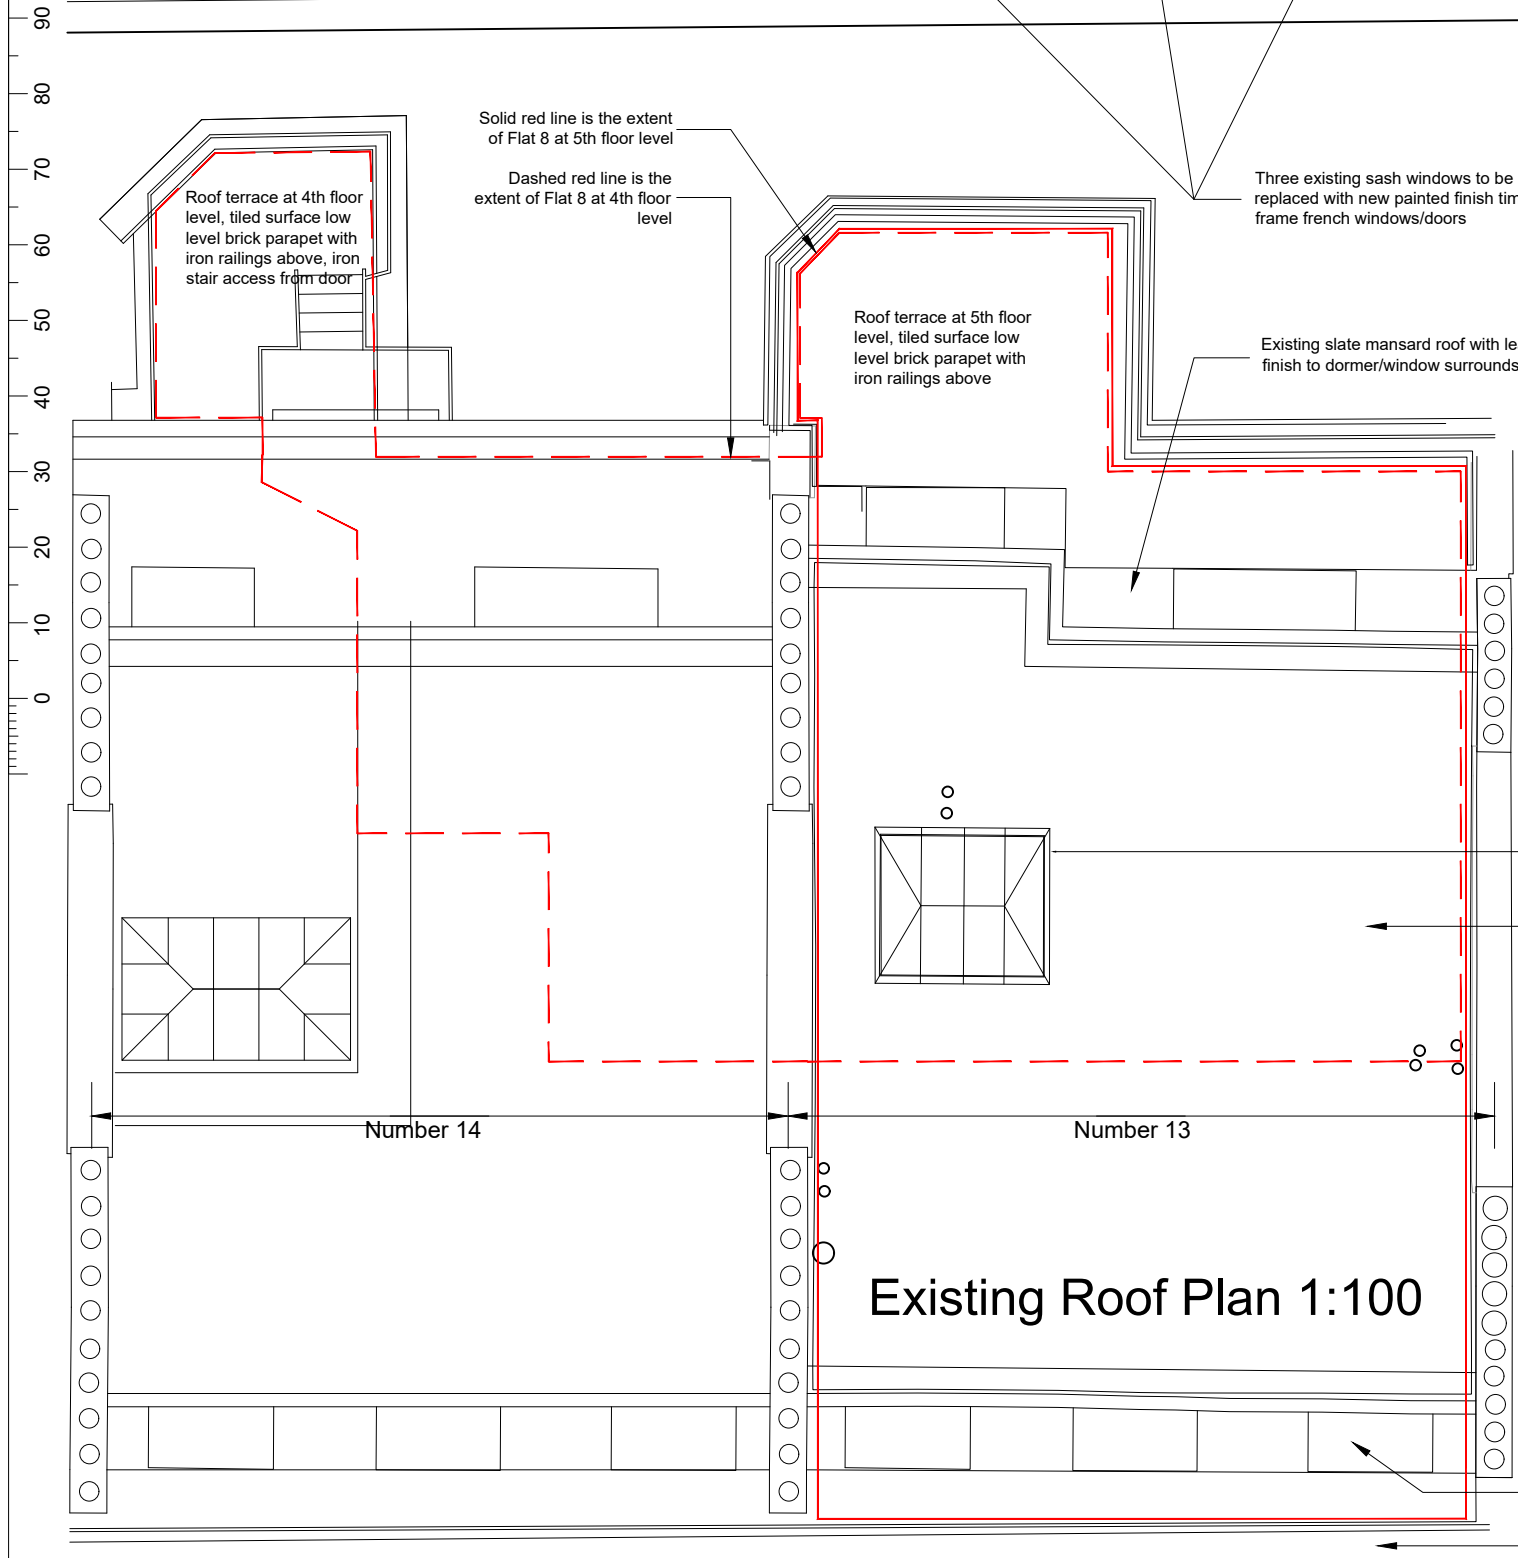 90
80
70
60
50
40
30
20
10
0
Solid red line is the extent
of Flat 8 at 5th floor level
Dashed red line is the
extent of Flat 8 at 4th floor
level
Roof terrace at 4th floor
level, tiled surface low
level brick parapet with
iron railings above, iron
stair access from door
Three existing sash windows to be
replaced with new painted finish tim
frame french windows/doors
Roof terrace at 5th floor
level, tiled surface low
level brick parapet with
iron railings above
Existing slate mansard roof with le
finish to dormer/window surrounds
Number 14
Number 13
Existing Roof Plan 1:100